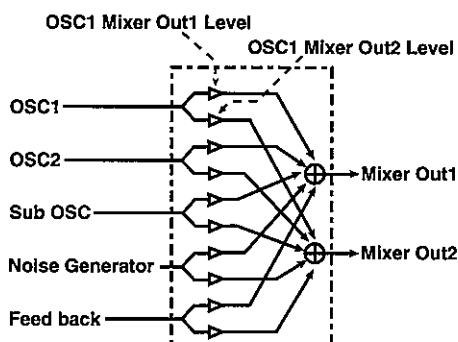 OSC1 Mixer Out1 Level
OSC1 Mixer Out2 Level
OSC1
OSC2
Mixer Out1
Sub OSC
Mixer Out2
Noise Generator
Feed back